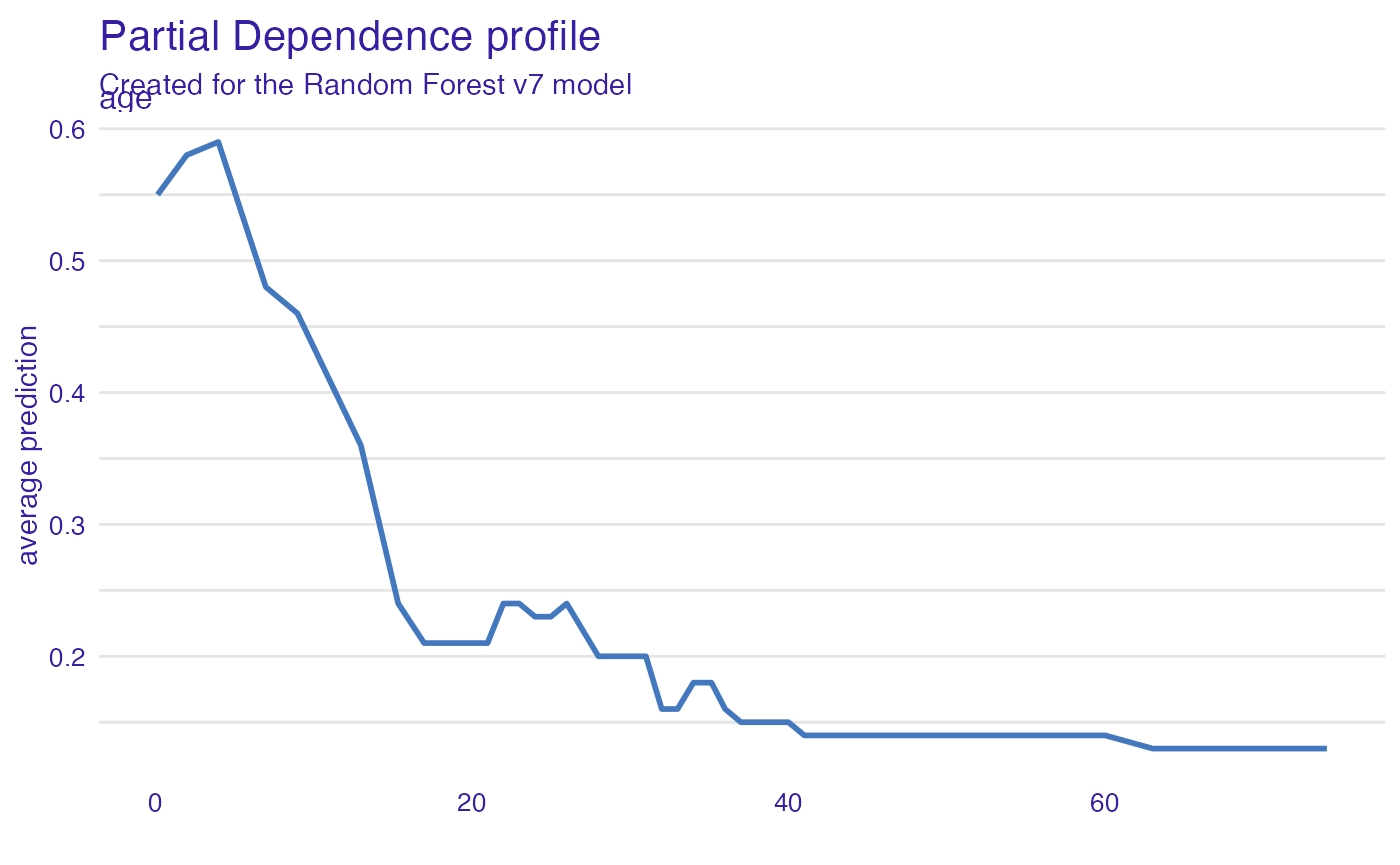 Partial Dependence profile
Created for the Random Forest v7 model
age
0.6
0.5
0.4
0.3
0.2
average prediction
0 20 40 60